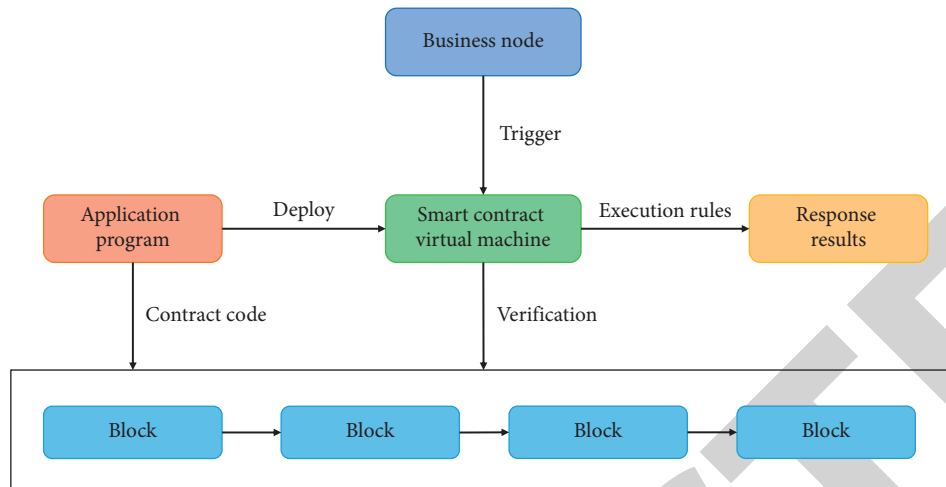 Business node
Trigger
Application
program
Deploy
Smart contract
virtual machine
Execution rules
Response
results
Contract code
Verification
Block
Block
Block
Block